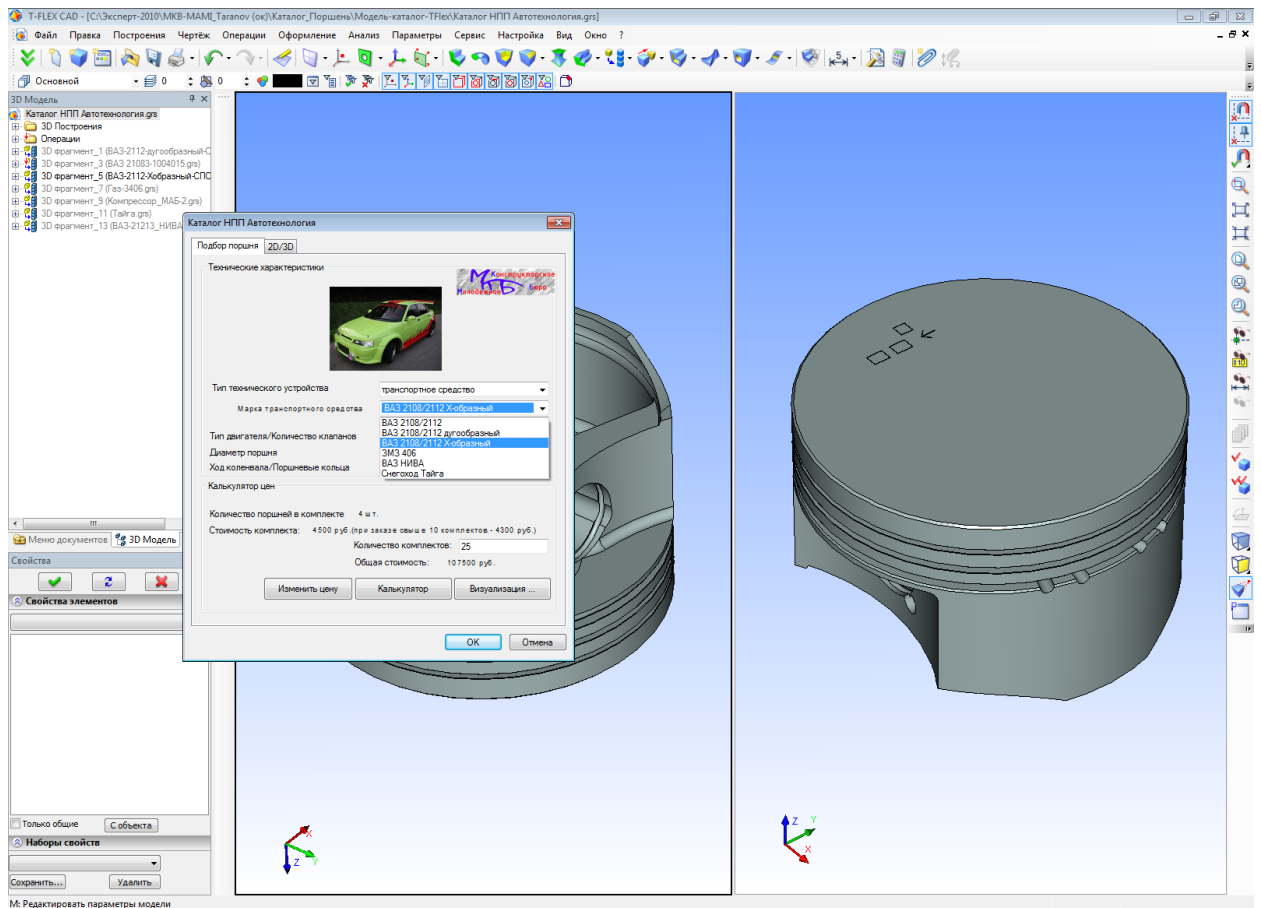 T-FLEX CAD - [C:\Эксперт-2010\МКВ-MAMI_Taranov (ок)\Каталог_Поршень\Модель-каталог-TFlex\Каталог НПП Автотехнология.grs]
Файл Правка Построения Чертёж Операции Оформление Анализ Параметры Сервис Настройка Вид Окно ?
Основной 0 0
3D Модель
Каталог НПП Автотехнология.grs
3D Построения
Операции
3D фрагмент_1 (ВАЗ-2112-дугообразный-С
3D фрагмент_3 (ВАЗ 21083-1004015.grs)
3D фрагмент_5 (ВАЗ-2112-Хобразный-СПС
3D фрагмент_7 (Газ-3406.grs)
3D фрагмент_9 (Компрессор_МАБ-2.grs)
3D фрагмент_11 (Тайга.grs)
3D фрагмент_13 (ВАЗ-21213_НИВА
Каталог НПП Автотехнология
Подбор поршня 2D/3D
Технические характеристики
Конструкторское
Молодежное Бюро
МКБ
Тип технического устройства транспортное средство
Марка транспортного средства ВАЗ 2108/2112 Х-образный
ВАЗ 2108/2112
ВАЗ 2108/2112 дугообразный
ВАЗ 2108/2112 Х-образный
ЗМЗ 406
ВАЗ НИВА
Снегоход Тайга
Тип двигателя/Количество клапанов
Диаметр поршня
Ход коленвала/Поршневые кольца
Калькулятор цен
Количество поршней в комплекте 4 шт.
Стоимость комплекта: 4500 руб.(при заказе свыше 10 комплектов - 4300 руб.)
Количество комплектов: 25
Общая стоимость: 107500 руб.
Изменить цену Калькулятор Визуализация ...
OK Отмена
Меню документов 3D Модель
Свойства
Свойства элементов
Только общие С объекта
Наборы свойств
Сохранить... Удалить
X
Y
Z
Z Y
X
М: Редактировать параметры модели